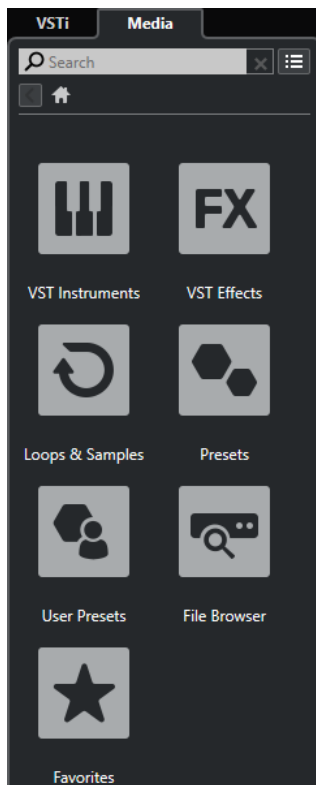 VSTi Media
Search
FX
VST Instruments VST Effects
Loops & Samples Presets
User Presets File Browser
Favorites